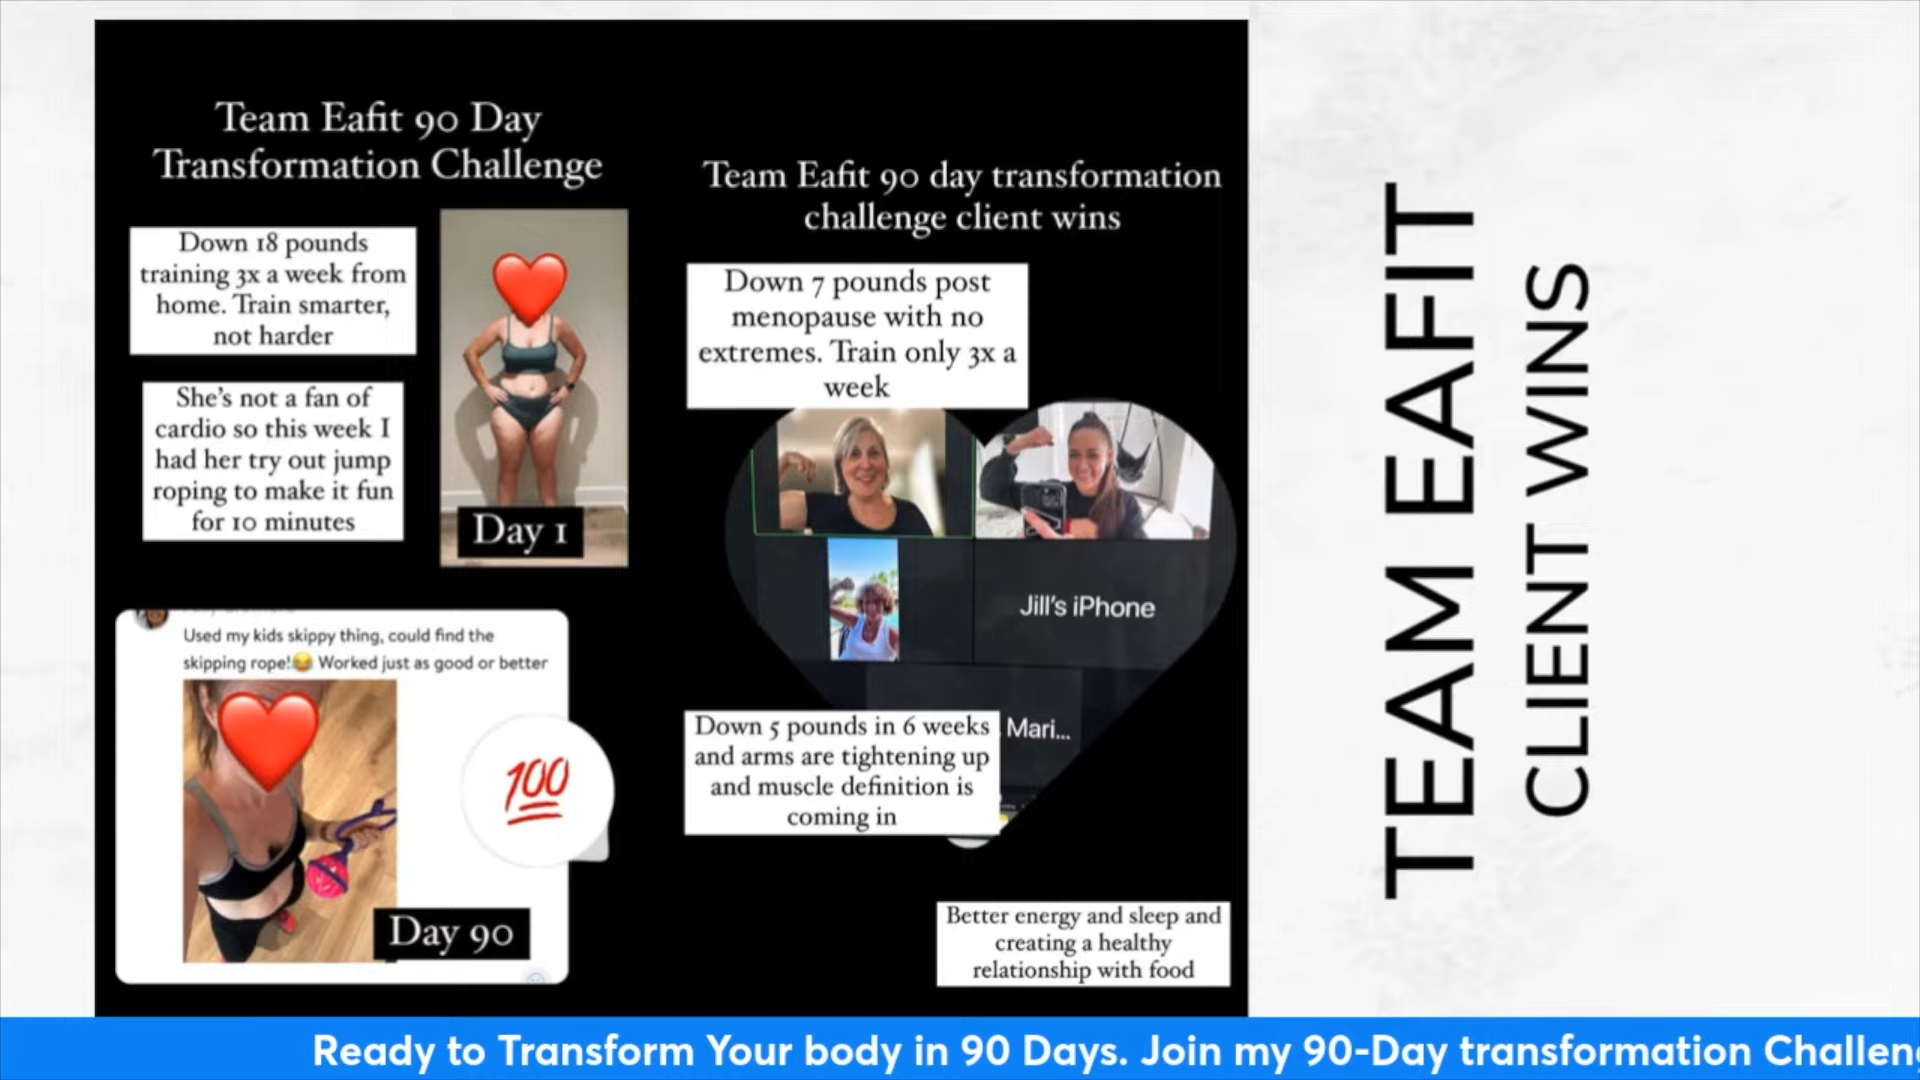 Team Eafit 90 Day
Transformation Challenge
Down 18 pounds
training 3x a week from
home. Train smarter,
not harder
She's not a fan of
cardio so this week I
had her try out jump
roping to make it fun
for 10 minutes
Day 1
Used my kids skippy thing, could find the
skipping rope!😂 Worked just as good or better
100
Day 90
Team Eafit 90 day transformation
challenge client wins
Down 7 pounds post
menopause with no
extremes. Train only 3x a
week
Jill's iPhone
Mari...
Down 5 pounds in 6 weeks
and arms are tightening up
and muscle definition is
coming in
Better energy and sleep and
creating a healthy
relationship with food
TEAM EAFIT
CLIENT WINS
Ready to Transform Your body in 90 Days. Join my 90-Day transformation Challen